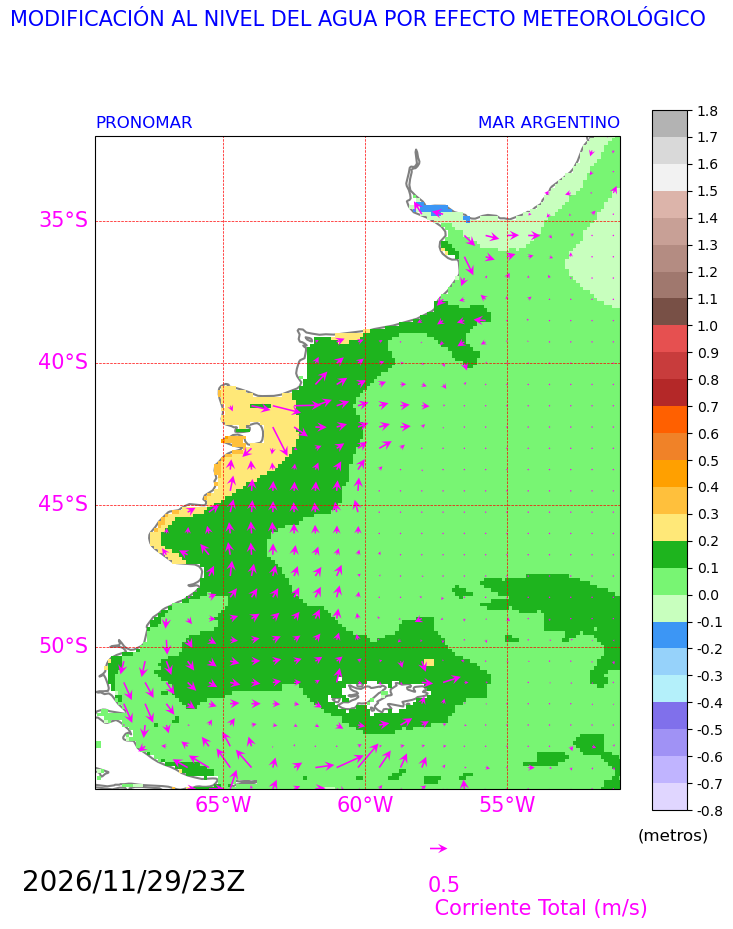 MODIFICACIÓN AL NIVEL DEL AGUA POR EFECTO METEOROLÓGICO
PRONOMAR MAR ARGENTINO
35°S
40°S
45°S
50°S
65°W 60°W 55°W
1.8
1.7
1.6
1.5
1.4
1.3
1.2
1.1
1.0
0.9
0.8
0.7
0.6
0.5
0.4
0.3
0.2
0.1
0.0
-0.1
-0.2
-0.3
-0.4
-0.5
-0.6
-0.7
-0.8
(metros)
2026/11/29/23Z
0.5
Corriente Total (m/s)